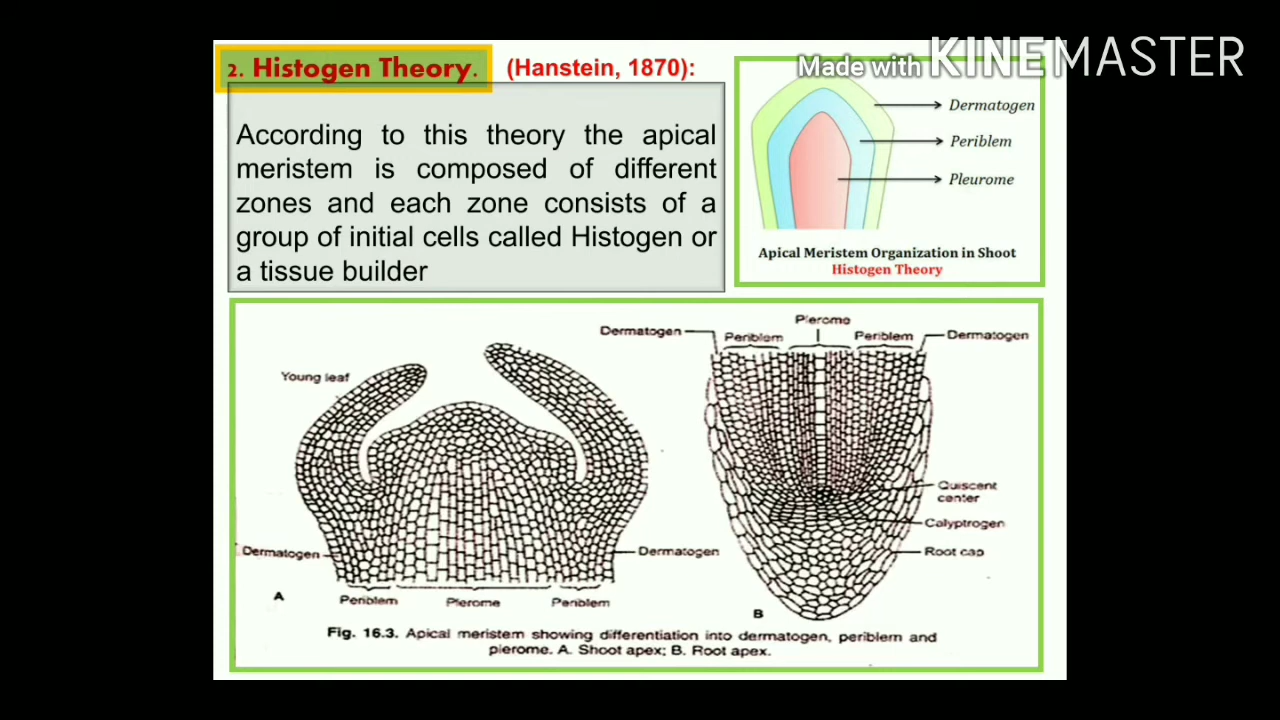 Made with KINEMASTER
2. Histogen Theory.
(Hanstein, 1870):
According to this theory the apical
meristem is composed of different
zones and each zone consists of a
group of initial cells called Histogen or
a tissue builder
Dermatogen
Periblem
Pleurome
Apical Meristem Organization in Shoot
Histogen Theory
Young leaf
Dermatogen
Dermatogen
A
Periblem
Plerome
Periblem
Plerome
Dermatogen
Periblem
Periblem
Dermatogen
Quiscent
center
Calyptrogen
Root cap
B
Fig. 16.3. Apical meristem showing differentiation into dermatogen, periblem and
plerome. A. Shoot apex; B. Root apex.